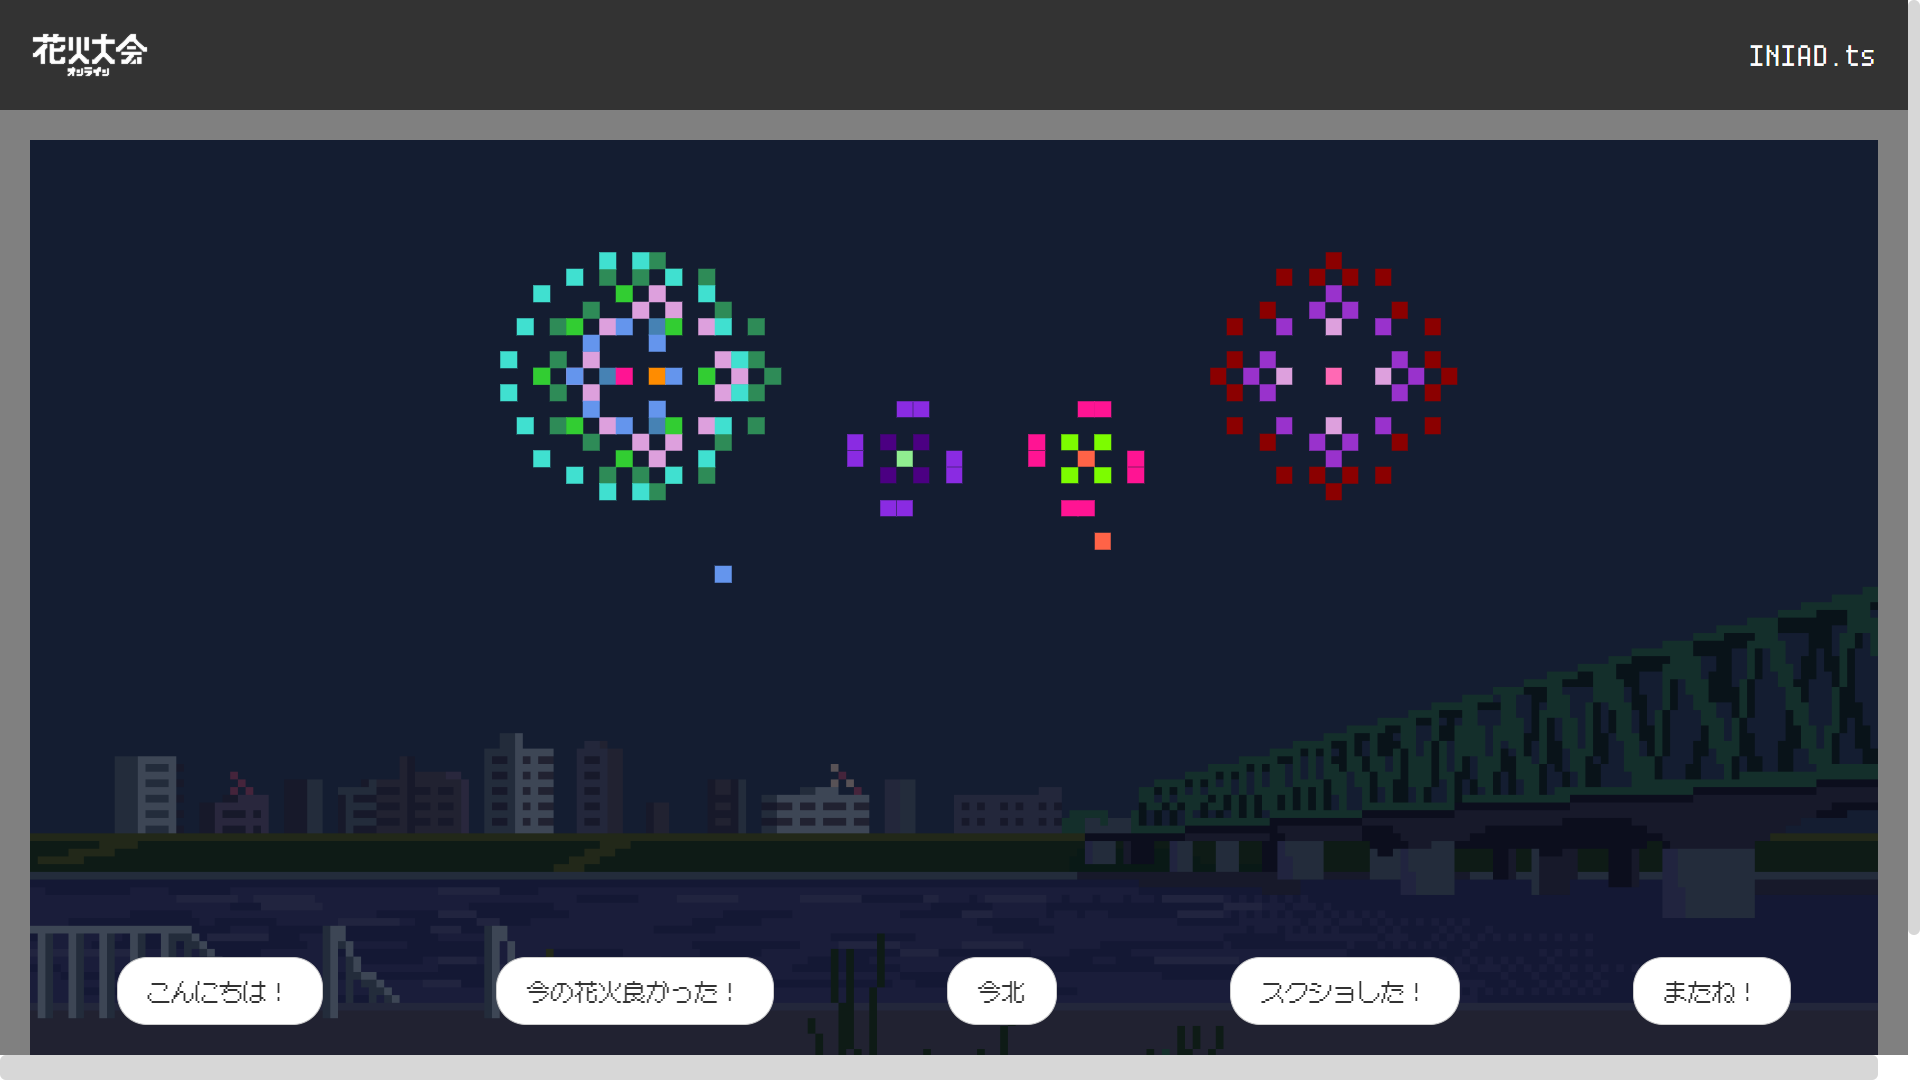 花火大会
オンライン
INIAD.ts
こんにちは！
今の花火良かった！
今北
スクショした！
またね！